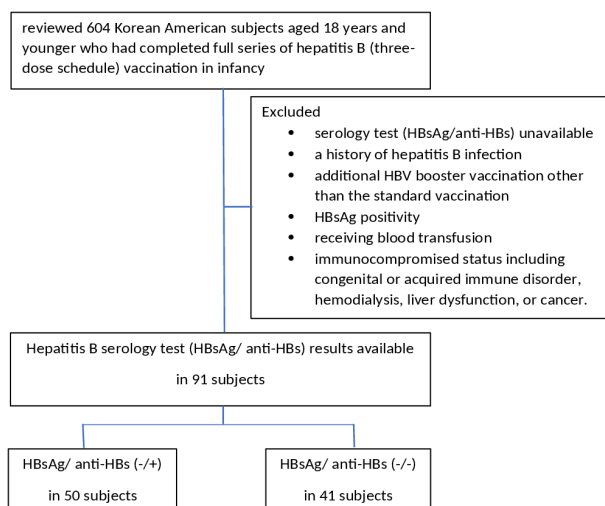 reviewed 604 Korean American subjects aged 18 years and
younger who had completed full series of hepatitis B (three-
dose schedule) vaccination in infancy
Excluded
• serology test (HBsAg/anti-HBs) unavailable
• a history of hepatitis B infection
• additional HBV booster vaccination other
than the standard vaccination
• HBsAg positivity
• receiving blood transfusion
• immunocompromised status including
congenital or acquired immune disorder,
hemodialysis, liver dysfunction, or cancer.
Hepatitis B serology test (HBsAg/ anti-HBs) results available
in 91 subjects
HBsAg/ anti-HBs (-/+)
in 50 subjects
HBsAg/ anti-HBs (-/-)
in 41 subjects